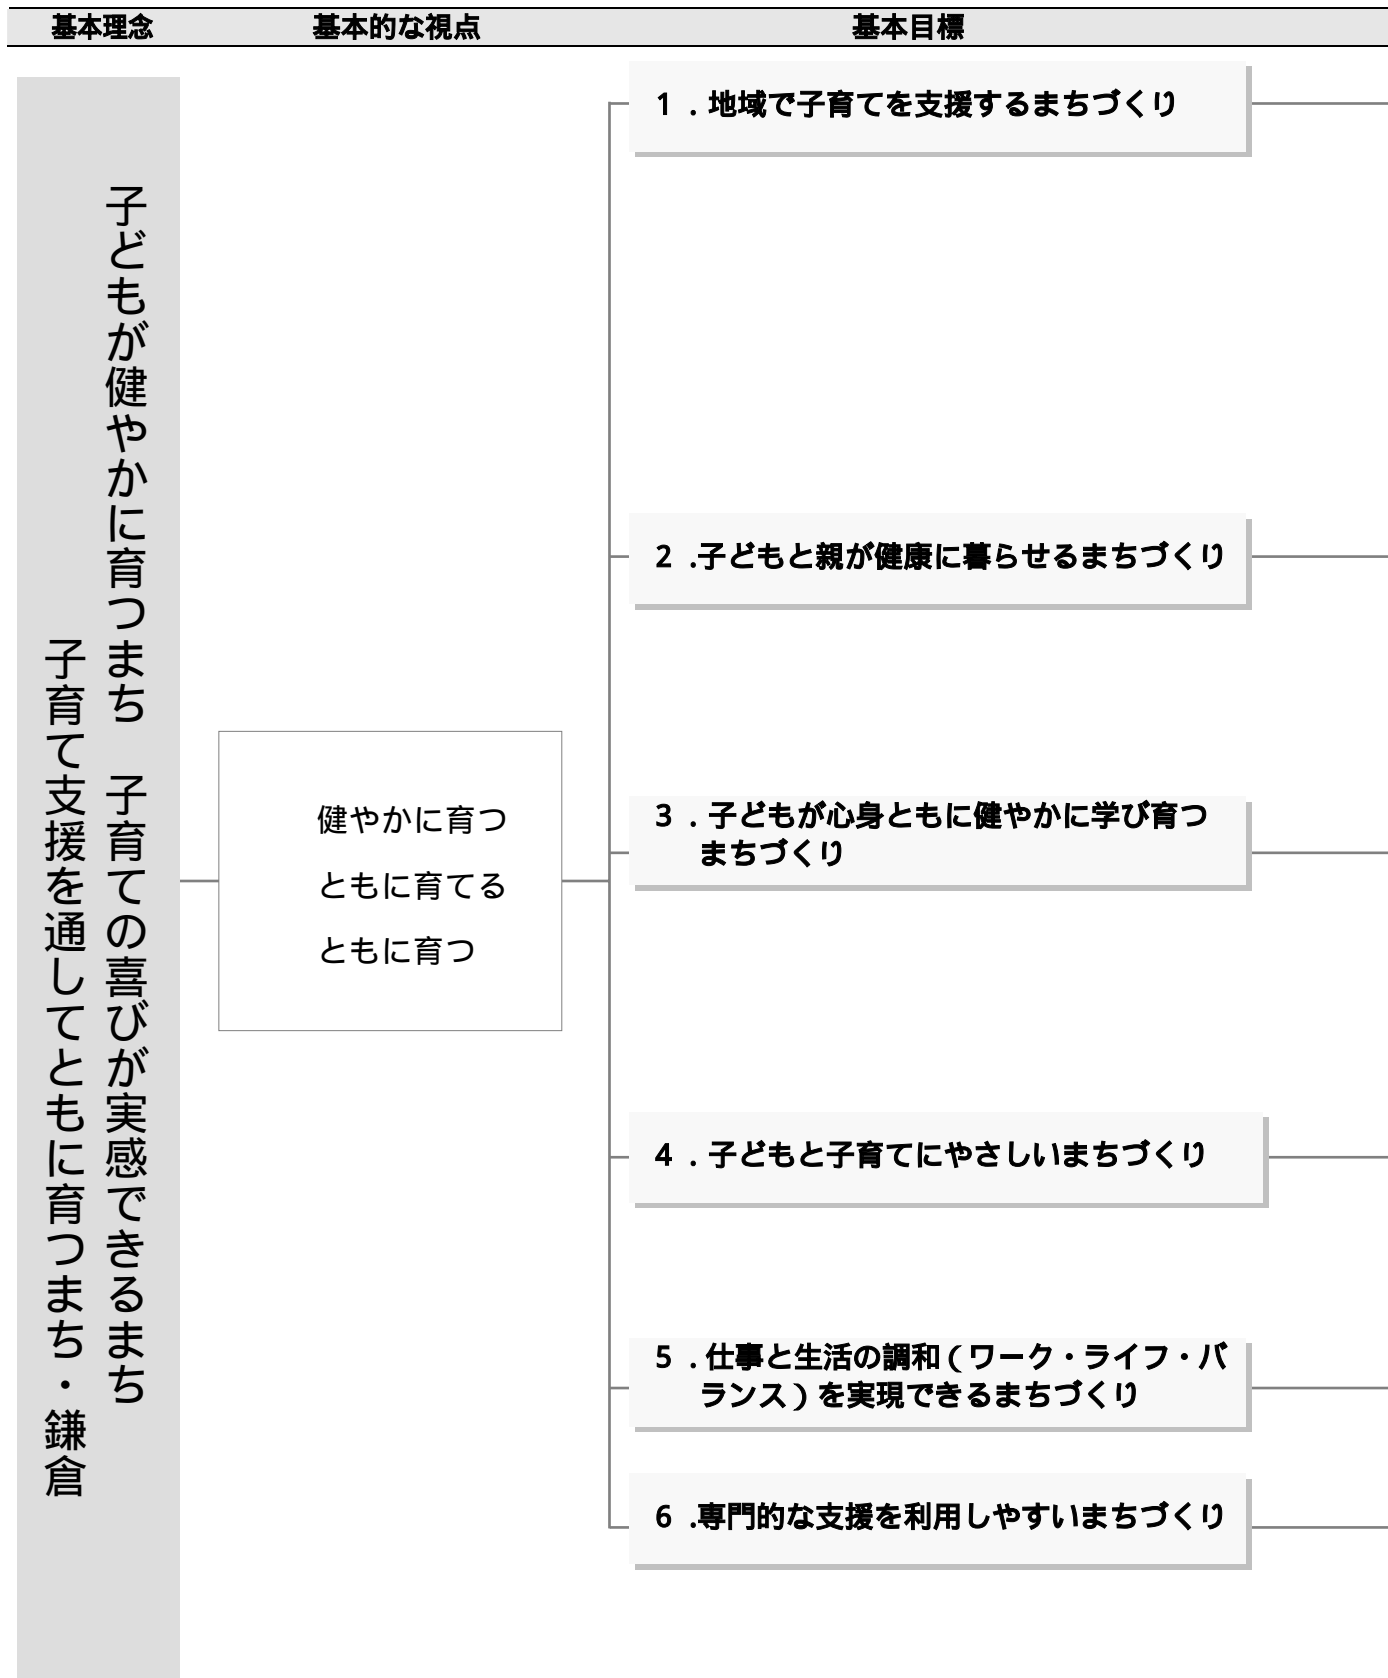 基本理念 基本的な視点 基本目標
子どもが健やかに育つまち　子育ての喜びが実感できるまち
子育て支援を通してともに育つまち・鎌倉
健やかに育つ
ともに育てる
ともに育つ
1．地域で子育てを支援するまちづくり
2.子どもと親が健康に暮らせるまちづくり
3．子どもが心身ともに健やかに学び育つ
まちづくり
4．子どもと子育てにやさしいまちづくり
5．仕事と生活の調和（ワーク・ライフ・バ
ランス）を実現できるまちづくり
6.専門的な支援を利用しやすいまちづくり